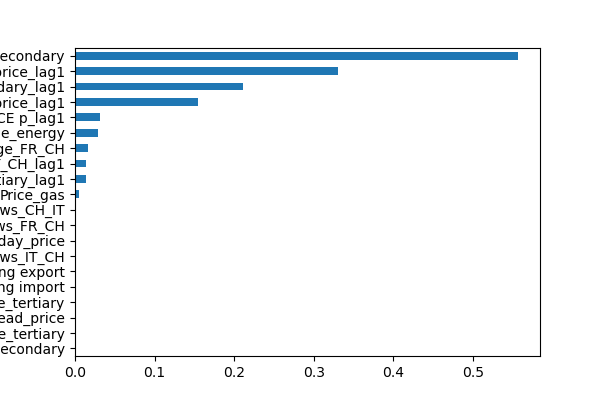 econdary
price_lag1
dary_lag1
price_lag1
CE p_lag1
e_energy
ge_FR_CH
_CH_lag1
tiary_lag1
Price_gas
ws_CH_IT
ws_FR_CH
day_price
ws_IT_CH
ng export
ng import
e_tertiary
ead_price
e_tertiary
econdary
0.0 0.1 0.2 0.3 0.4 0.5